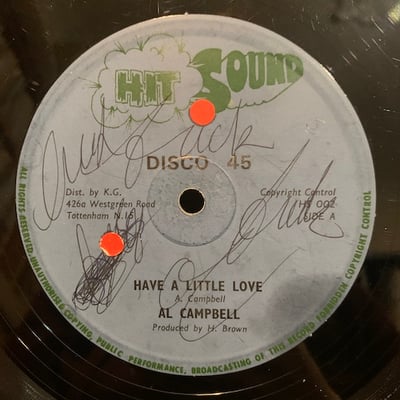 HIT SOUND
DISCO 45
Dist. by K.G.
426a Westgreen Road
Tottenham N.15
Copyright Control
HS 002
SIDE A
HAVE A LITTLE LOVE
A. Campbell
AL CAMPBELL
Produced by H. Brown
ALL RIGHTS RESERVED. UNAUTHORISED COPYING, PUBLIC PERFORMANCE, BROADCASTING OF THIS RECORD PROHIBITED. COPYRIGHT CONTROL